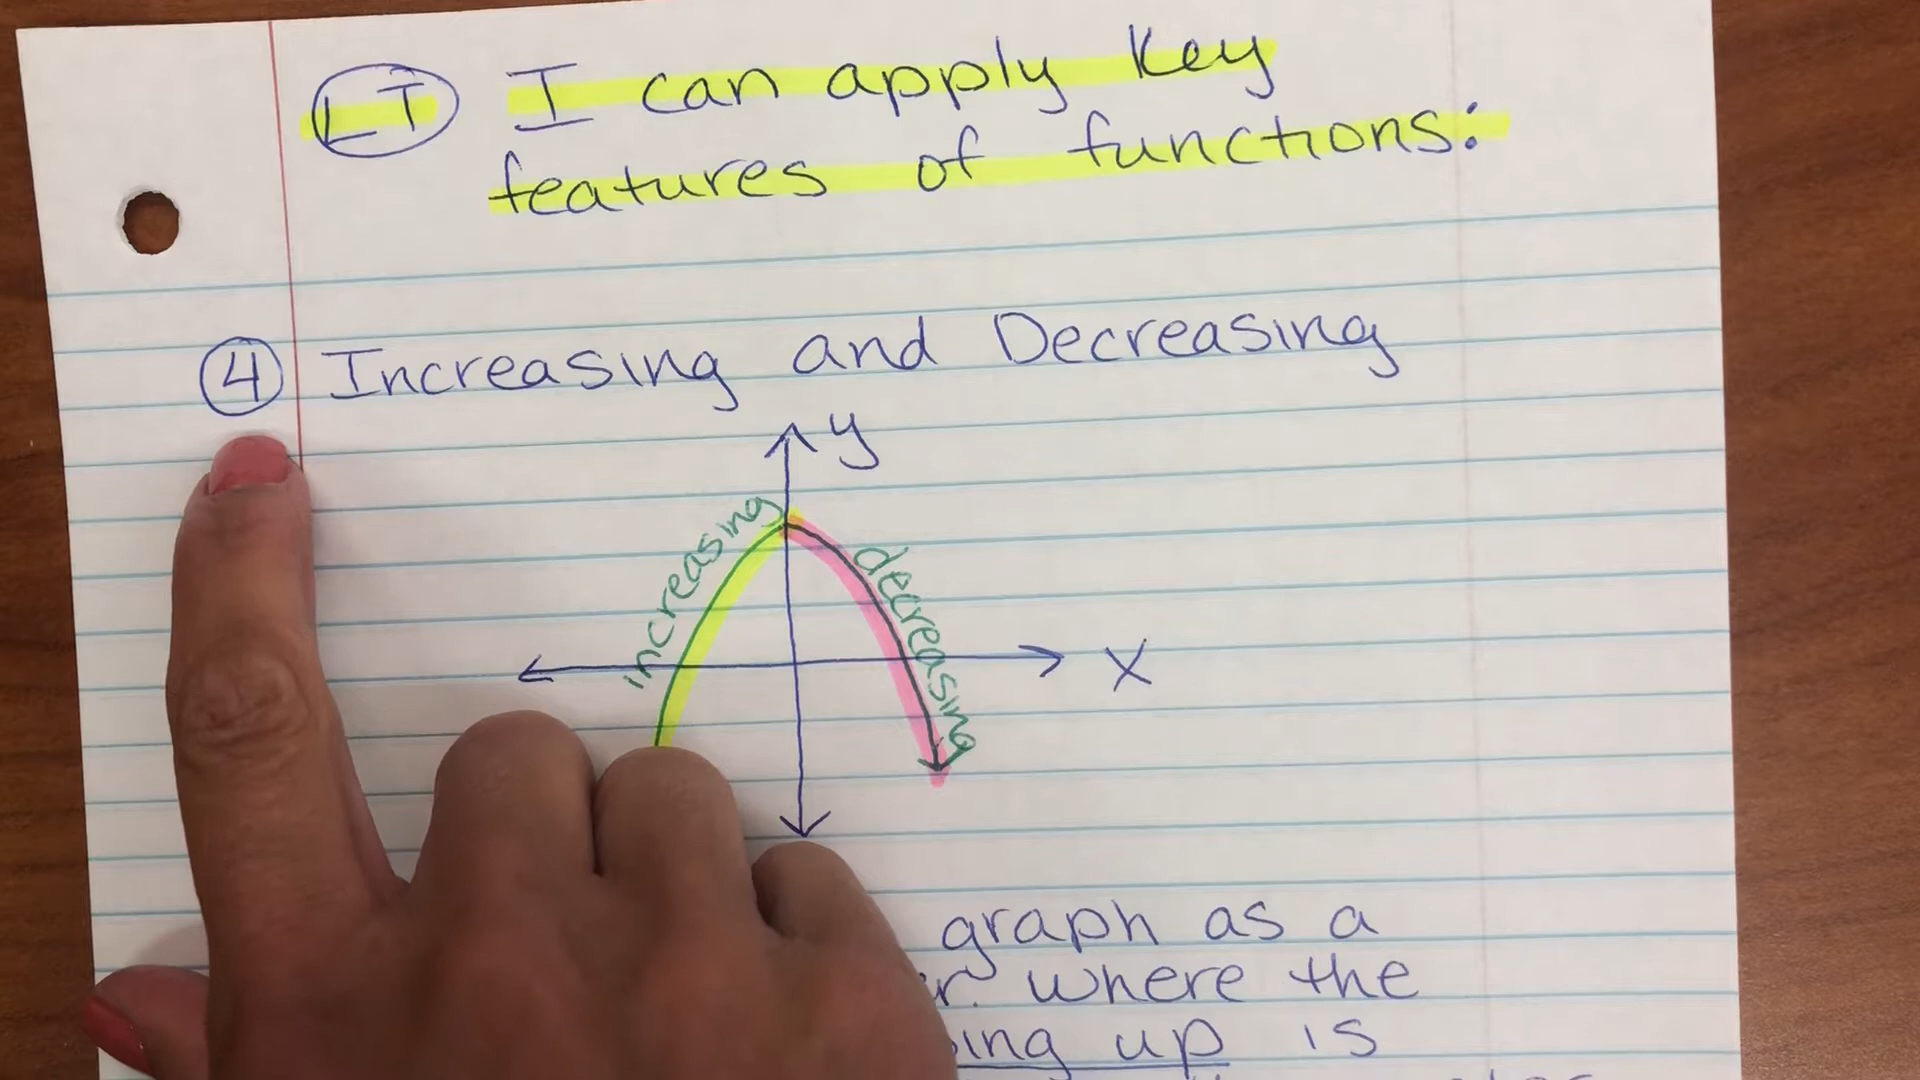 LT I can apply key
features of functions:
4 Increasing and Decreasing
y
increasing
decreasing
x
graph as a
where the
up is